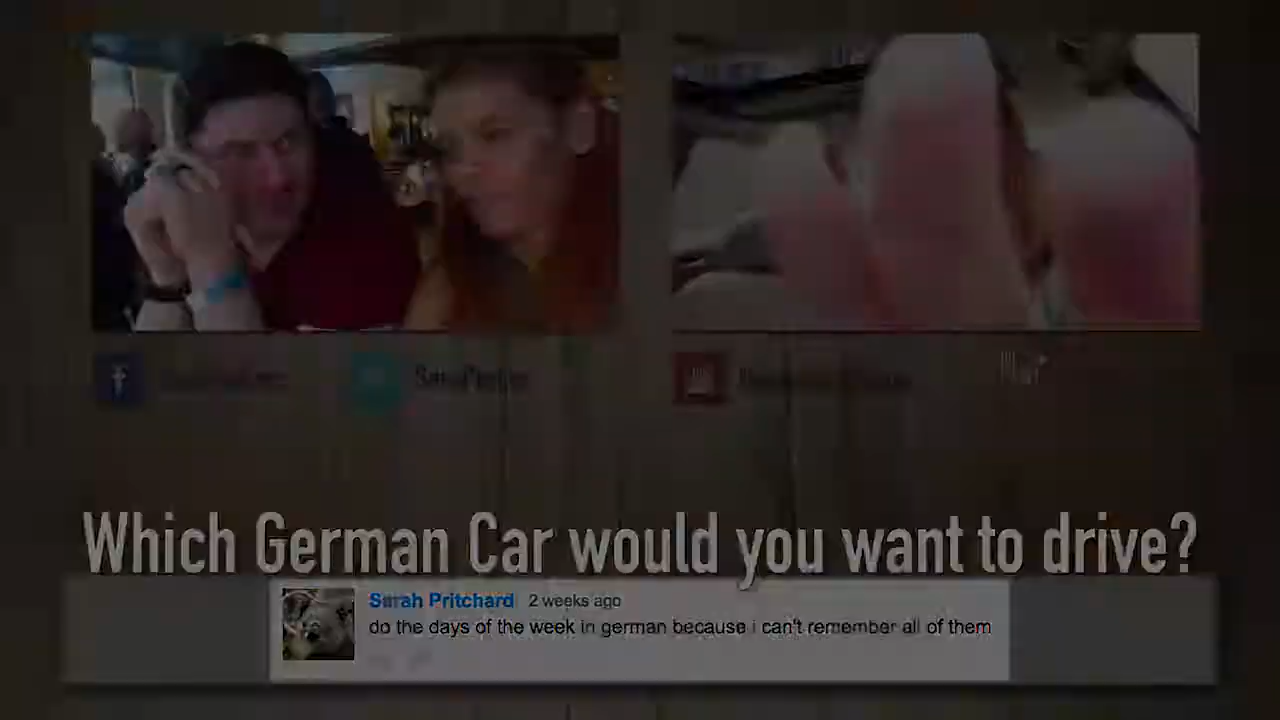 Which German Car would you want to drive?
Sarah Pritchard 2 weeks ago
do the days of the week in german because i can't remember all of them